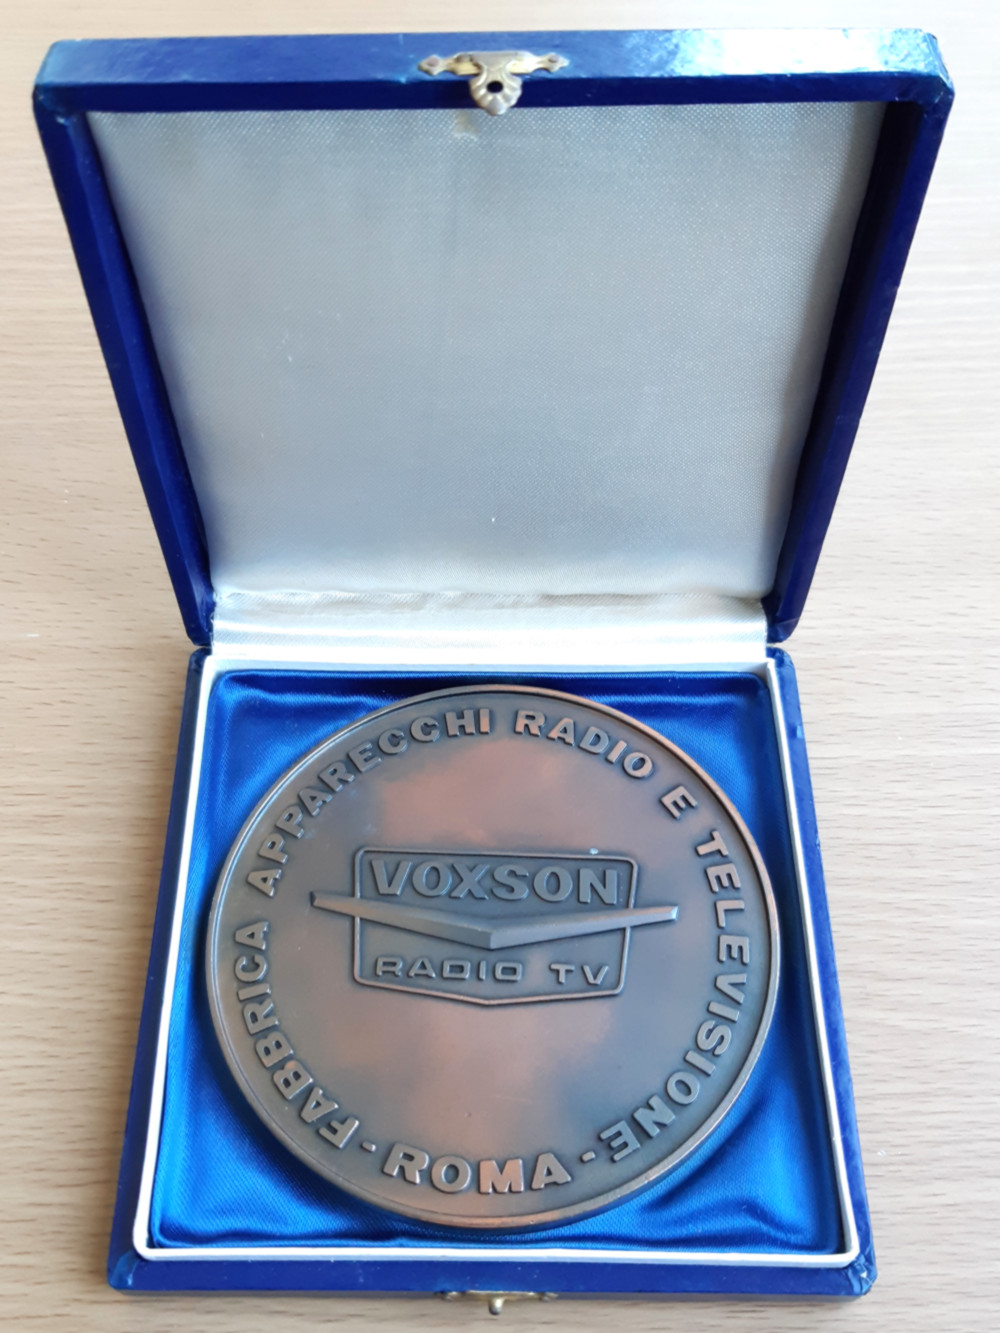 FABBRICA APPARECCHI RADIO E TELEVISIONE
VOXSON
RADIO TV
- ROMA -